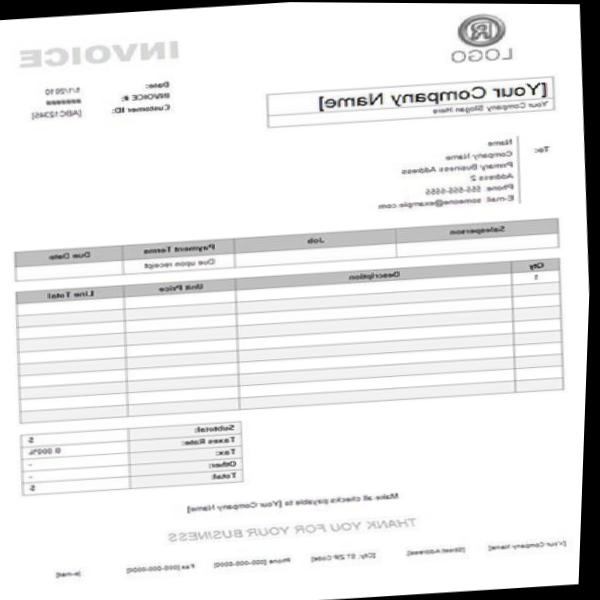 LOGO
INVOICE
[Your Company Name]
Your Company Slogan Here
Date: 1/1/2010
INVOICE #: #######
Customer ID: [ABC12345]
To:
Name
Company Name
Primary Business Address
Address 2
Phone: 555-555-5555
E-mail: someone@example.com
Salesperson Job Payment Terms Due Date
Due upon receipt
Qty Description Unit Price Line Total
1
Subtotal: $
Taxes Rate: 0.000%
Tax: -
Other: -
Total: $
Make all checks payable to [Your Company Name]
THANK YOU FOR YOUR BUSINESS
[Your Company Name] [Street Address] [City, ST ZIP Code] Phone [000-000-0000] Fax [000-000-0000] [e-mail]